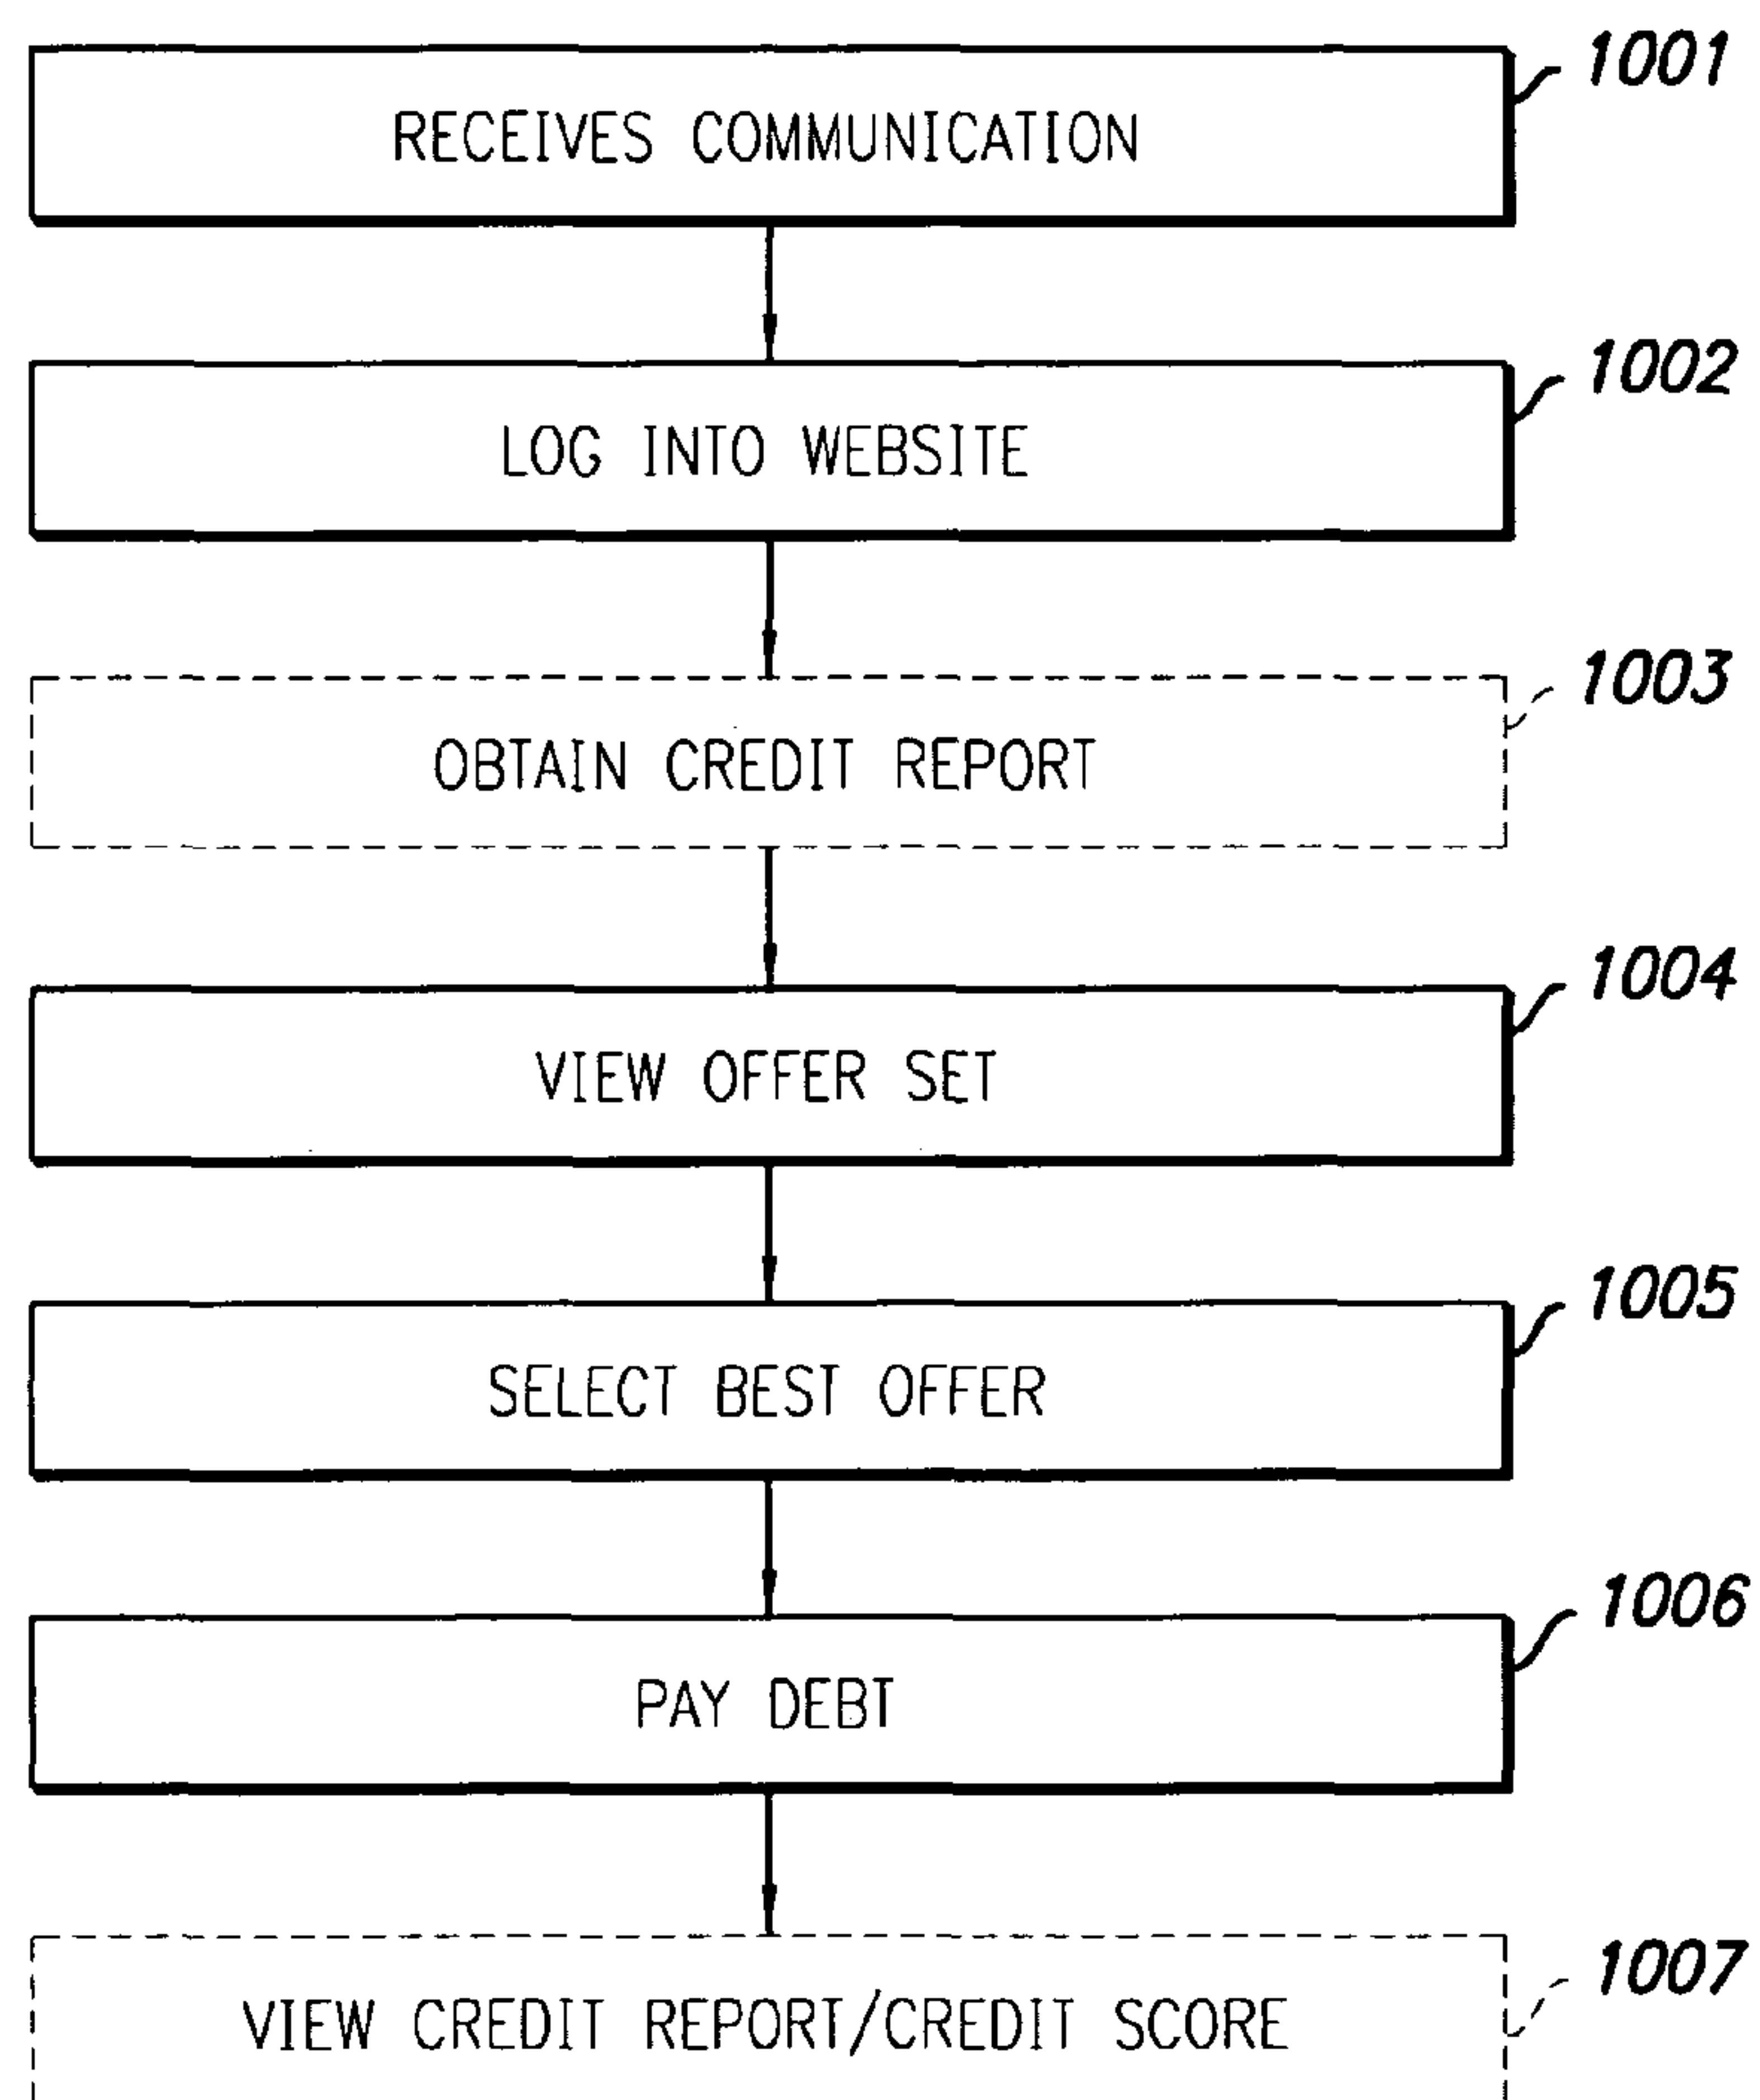 1001
RECEIVES COMMUNICATION
1002
LOG INTO WEBSITE
1003
OBTAIN CREDIT REPORT
1004
VIEW OFFER SET
1005
SELECT BEST OFFER
1006
PAY DEBT
1007
VIEW CREDIT REPORT/CREDIT SCORE